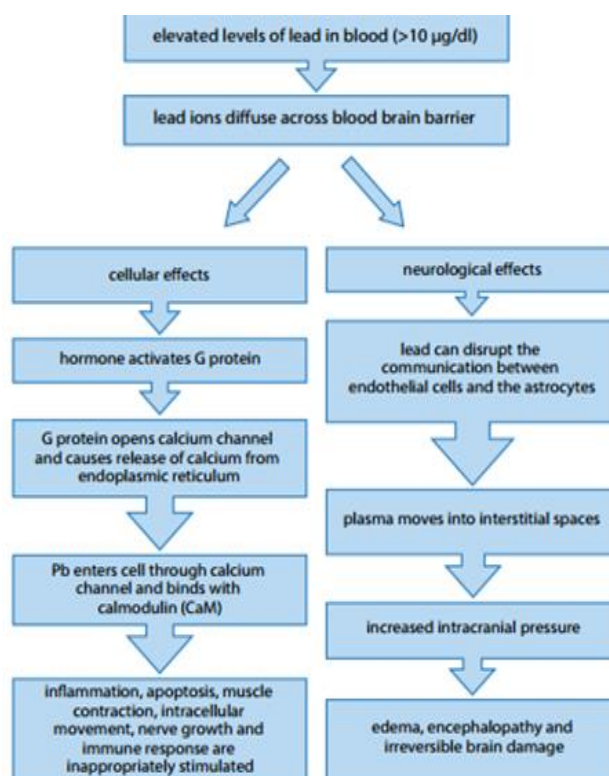 elevated levels of lead in blood (>10 µg/dl)
lead ions diffuse across blood brain barrier
cellular effects
hormone activates G protein
G protein opens calcium channel
and causes release of calcium from
endoplasmic reticulum
Pb enters cell through calcium
channel and binds with
calmodulin (CaM)
inflammation, apoptosis, muscle
contraction, intracellular
movement, nerve growth and
immune response are
inappropriately stimulated
neurological effects
lead can disrupt the
communication between
endothelial cells and the astrocytes
plasma moves into interstitial spaces
increased intracranial pressure
edema, encephalopathy and
irreversible brain damage